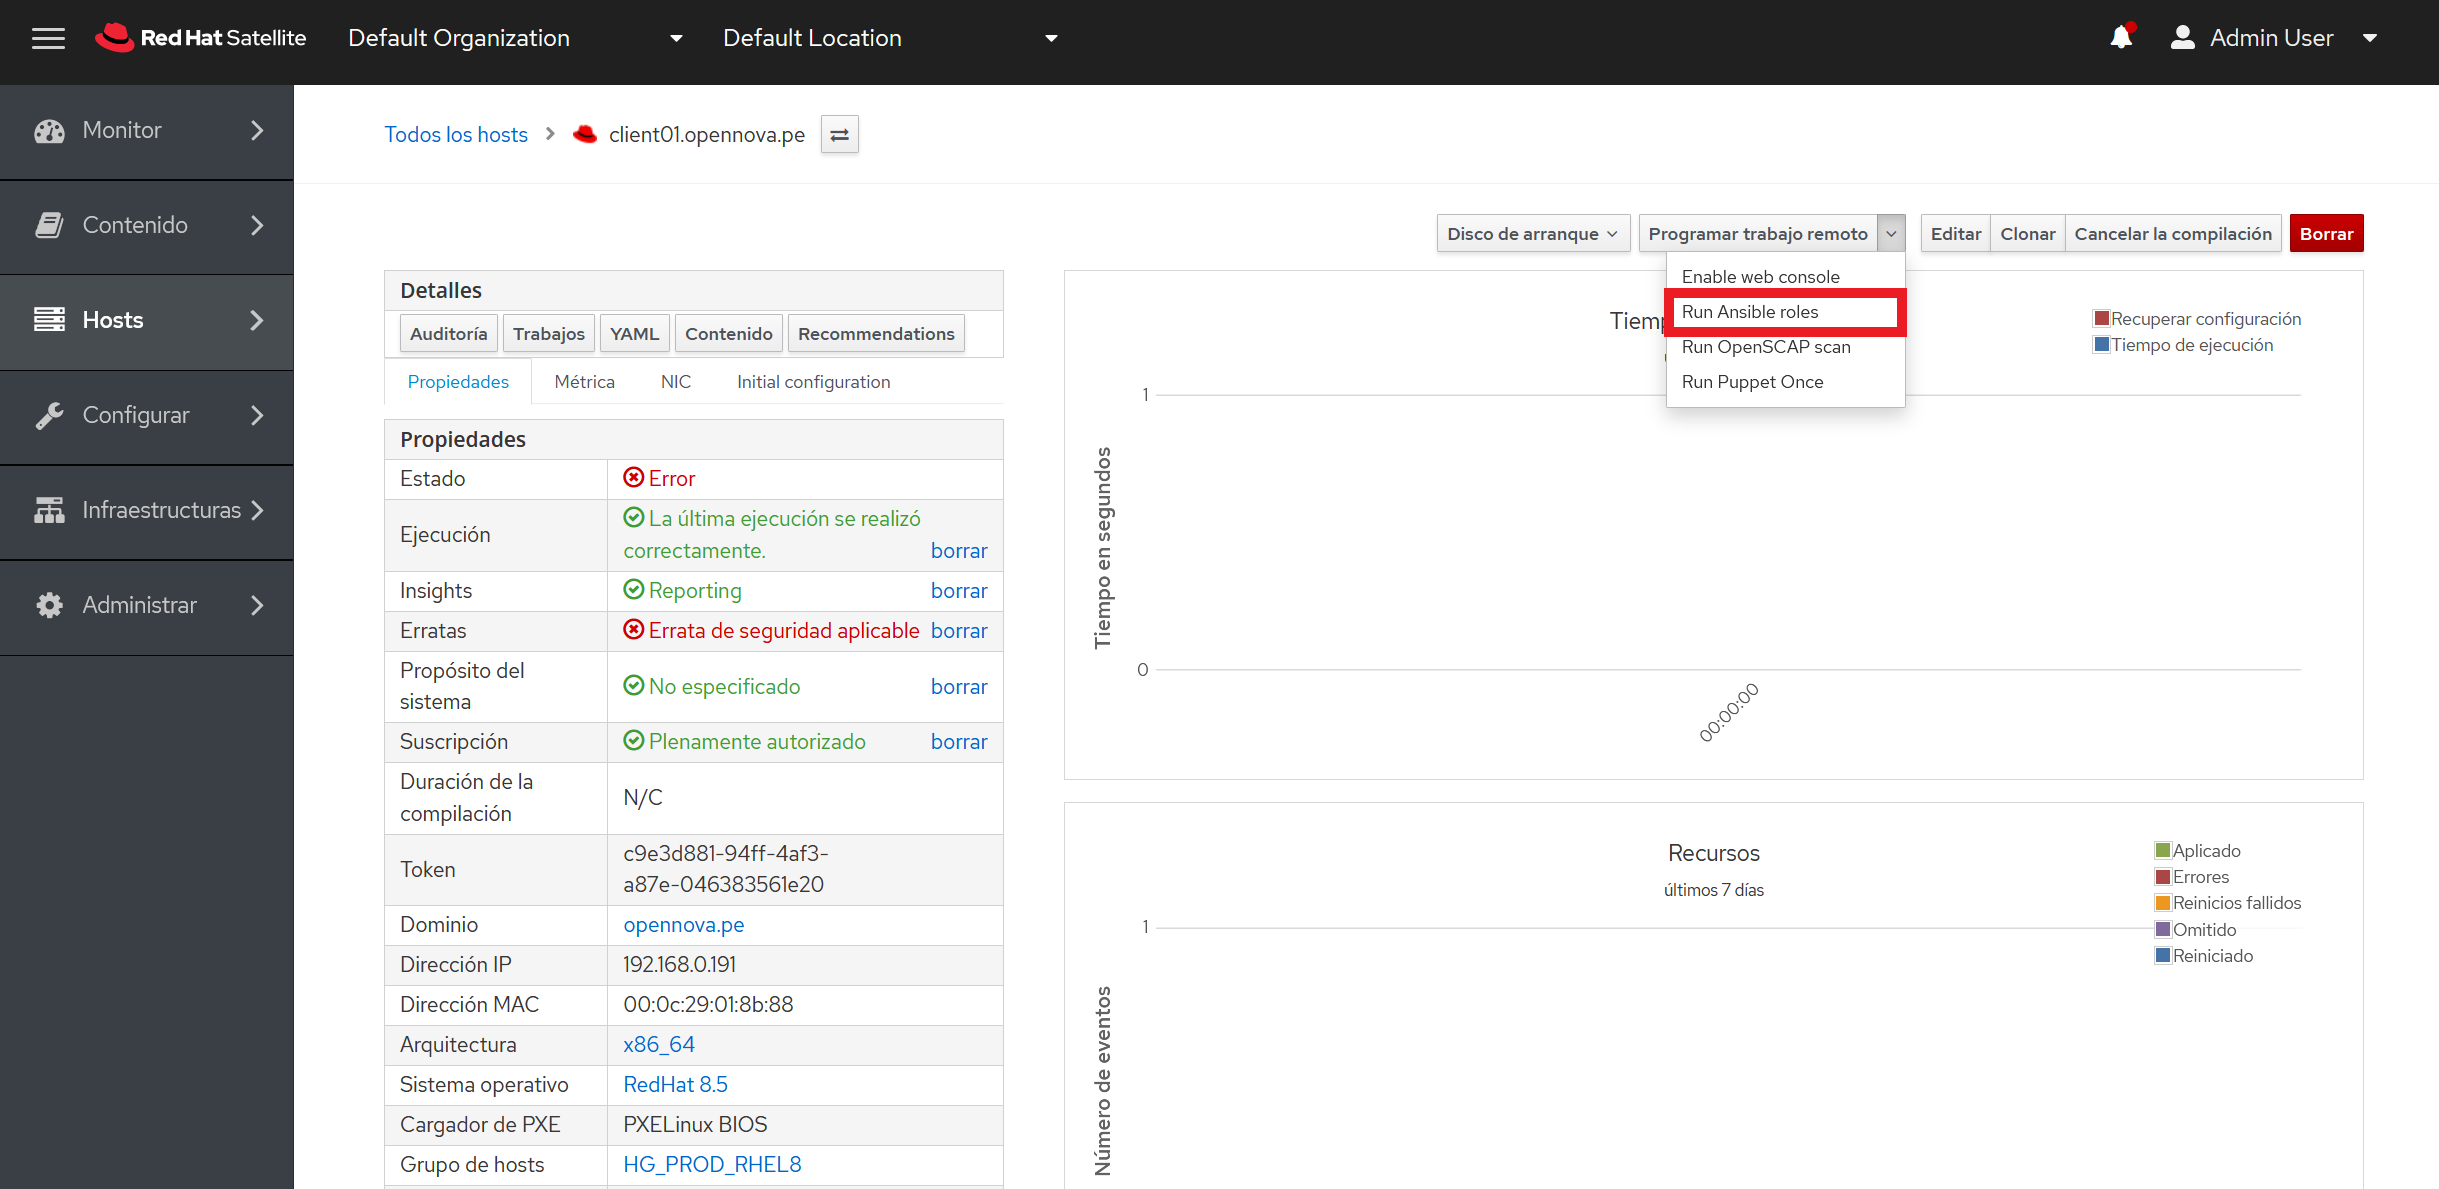 Red Hat Satellite
Default Organization
Default Location
Admin User
Monitor
Contenido
Hosts
Configurar
Infraestructuras
Administrar
Todos los hosts
client01.opennova.pe
Disco de arranque
Programar trabajo remoto
Editar
Clonar
Cancelar la compilación
Borrar
Enable web console
Run Ansible roles
Run OpenSCAP scan
Run Puppet Once
Detalles
Auditoría
Trabajos
YAML
Contenido
Recommendations
Propiedades
Métrica
NIC
Initial configuration
Propiedades
Estado
Error
Ejecución
La última ejecución se realizó
correctamente.
borrar
Insights
Reporting
borrar
Erratas
Errata de seguridad aplicable
borrar
Propósito del
sistema
No especificado
borrar
Suscripción
Plenamente autorizado
borrar
Duración de la
compilación
N/C
Token
c9e3d881-94ff-4af3-
a87e-046383561e20
Dominio
opennova.pe
Dirección IP
192.168.0.191
Dirección MAC
00:0c:29:01:8b:88
Arquitectura
x86_64
Sistema operativo
RedHat 8.5
Cargador de PXE
PXELinux BIOS
Grupo de hosts
HG_PROD_RHEL8
Recuperar configuración
Tiempo de ejecución
1
Tiempo en segundos
0
00:00:00
Recursos
últimos 7 días
Aplicado
Errores
Reinicios fallidos
Omitido
Reiniciado
1
Número de eventos